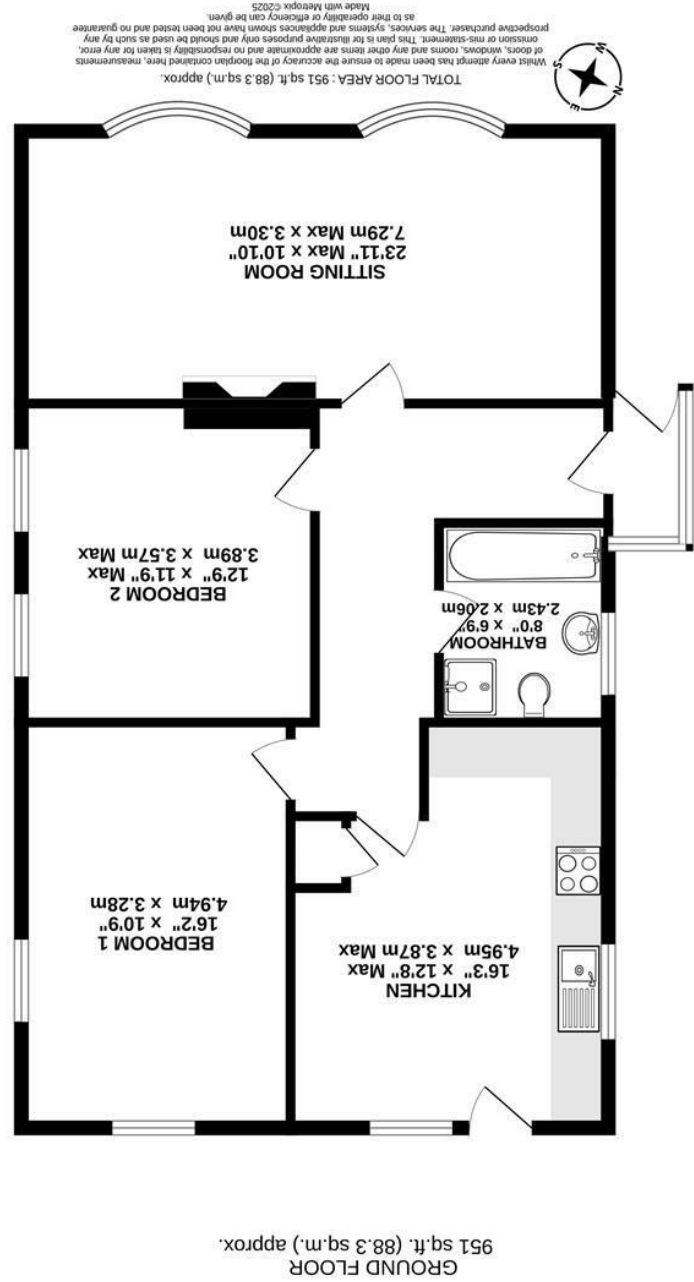 GROUND FLOOR
951 sq.ft. (88.3 sq.m.) approx.
KITCHEN
16'3" x 12'8" Max
4.95m x 3.87m Max
BEDROOM 1
16'2" x 10'9"
4.94m x 3.28m
BATHROOM
8'0" x 6'9"
2.43m x 2.06m
BEDROOM 2
12'9" x 11'9" Max
3.89m x 3.57m Max
SITTING ROOM
23'11" Max x 10'10"
7.29m Max x 3.30m
TOTAL FLOOR AREA : 951 sq.ft. (88.3 sq.m.) approx.
Whilst every attempt has been made to ensure the accuracy of the floorplan contained here, measurements
of doors, windows, rooms and any other items are approximate and no responsibility is taken for any error,
omission or mis-statement. This plan is for illustrative purposes only and should be used as such by any
prospective purchaser. The services, systems and appliances shown have not been tested and no guarantee
as to their operability or efficiency can be given.
Made with Metropix ©2025
N
E
S
W